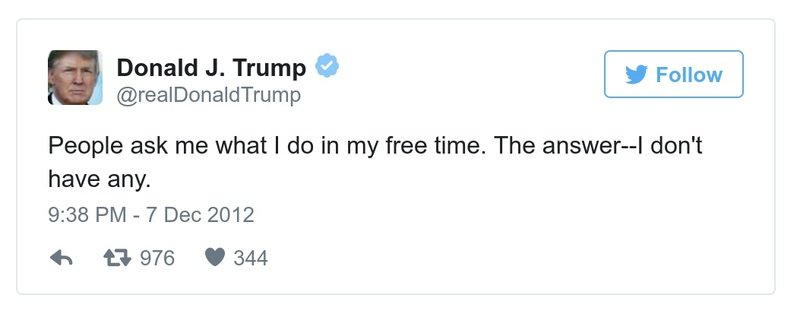 Donald J. Trump
Follow
@realDonaldTrump
People ask me what I do in my free time. The answer--I don't
have any.
9:38 PM - 7 Dec 2012
976 344